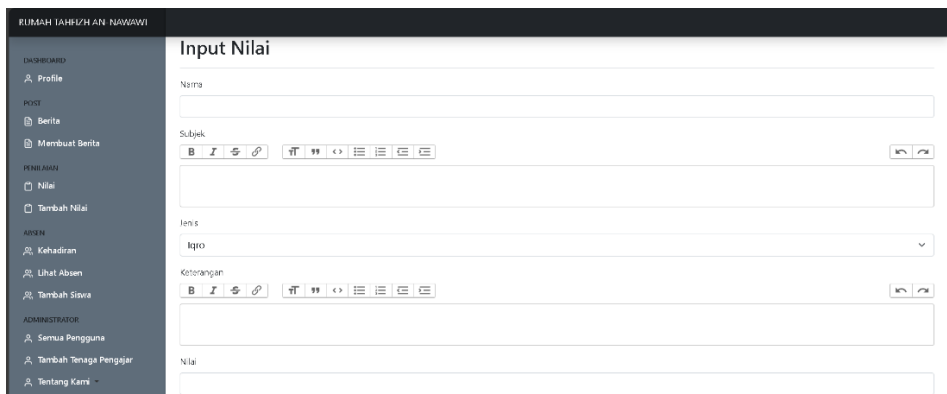 RUMAH TAHFIZH AN-NAWAWI
DASHBOARD
Profile
POST
Berita
Membuat Berita
PENILAIAN
Nilai
Tambah Nilai
ABSEN
Kehadiran
Lihat Absen
Tambah Siswa
ADMINISTRATOR
Semua Pengguna
Tambah Tenaga Pengajar
Tentang Kami
Input Nilai
Nama
Subjek
Jenis
Iqro
Keterangan
Nilai